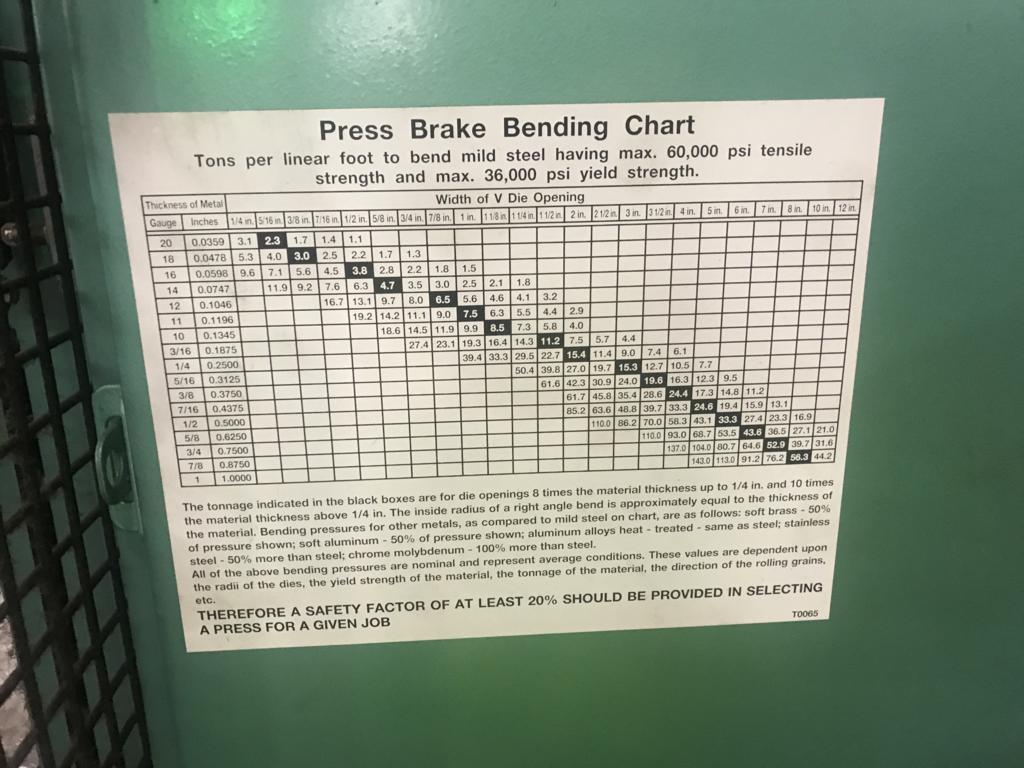 Press Brake Bending Chart
Tons per linear foot to bend mild steel having max. 60,000 psi tensile
strength and max. 36,000 psi yield strength.
Thickness of Metal Width of V Die Opening
Gauge Inches 1/4 in. 5/16 in. 3/8 in. 7/16 in. 1/2 in. 5/8 in. 3/4 in. 7/8 in. 1 in. 1 1/8 in. 1 1/4 in. 1 1/2 in. 2 in. 2 1/2 in. 3 in. 3 1/2 in. 4 in. 5 in. 6 in. 7 in. 8 in. 10 in. 12 in.
20 0.0359 3.1 2.3 1.7 1.4 1.1
18 0.0478 5.3 4.0 3.0 2.5 2.2 1.7 1.3
16 0.0598 9.6 7.1 5.6 4.5 3.8 2.8 2.2 1.8 1.5
14 0.0747 11.9 9.2 7.6 6.3 4.7 3.5 3.0 2.5 2.1 1.8
12 0.1046 16.7 13.1 9.7 8.0 6.5 5.6 4.6 4.1 3.2
11 0.1196 19.2 14.2 11.1 9.0 7.5 6.3 5.5 4.4 2.9
10 0.1345 18.6 14.5 11.9 9.9 8.5 7.3 5.8 4.0
3/16 0.1875 27.4 23.1 19.3 16.4 14.3 11.2 7.5 5.7 4.4
1/4 0.2500 39.4 33.3 29.5 22.7 15.4 11.4 9.0 7.4 6.1
5/16 0.3125 50.4 39.8 27.0 19.7 15.3 12.7 10.5 7.7
3/8 0.3750 61.6 42.3 30.9 24.0 19.6 16.3 12.3 9.5
7/16 0.4375 61.7 45.8 35.4 28.6 24.4 17.3 14.8 11.2
1/2 0.5000 85.2 63.6 48.8 39.7 33.3 24.6 19.4 15.9 13.1
5/8 0.6250 110.0 86.2 70.0 58.3 43.1 33.3 27.4 23.3 16.9
3/4 0.7500 110.0 93.0 68.7 53.5 43.6 36.5 27.1 21.0
7/8 0.8750 137.0 104.0 80.7 64.6 52.9 39.7 31.6
1 1.0000 143.0 113.0 91.2 76.2 56.3 44.2
The tonnage indicated in the black boxes are for die openings 8 times the material thickness up to 1/4 in. and 10 times
the material thickness above 1/4 in. The inside radius of a right angle bend is approximately equal to the thickness of
the material. Bending pressures for other metals, as compared to mild steel on chart, are as follows: soft brass - 50%
of pressure shown; soft aluminum - 50% of pressure shown; aluminum alloys heat - treated - same as steel; stainless
steel - 50% more than steel; chrome molybdenum - 100% more than steel.
All of the above bending pressures are nominal and represent average conditions. These values are dependent upon
the radii of the dies, the yield strength of the material, the tonnage of the material, the direction of the rolling grains,
etc.
THEREFORE A SAFETY FACTOR OF AT LEAST 20% SHOULD BE PROVIDED IN SELECTING
A PRESS FOR A GIVEN JOB
T0065